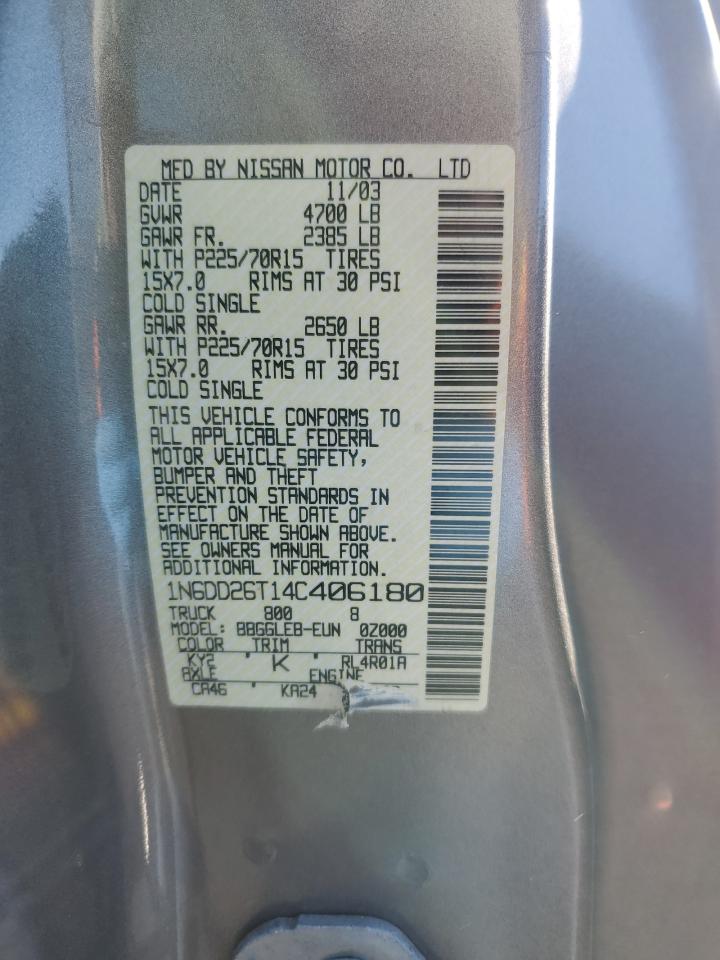 MFD BY NISSAN MOTOR CO. LTD
DATE 11/03
GVWR 4700 LB
GAWR FR. 2385 LB
WITH P225/70R15 TIRES
15X7.0 RIMS AT 30 PSI
COLD SINGLE
GAWR RR. 2650 LB
WITH P225/70R15 TIRES
15X7.0 RIMS AT 30 PSI
COLD SINGLE
THIS VEHICLE CONFORMS TO
ALL APPLICABLE FEDERAL
MOTOR VEHICLE SAFETY,
BUMPER AND THEFT
PREVENTION STANDARDS IN
EFFECT ON THE DATE OF
MANUFACTURE SHOWN ABOVE.
SEE OWNERS MANUAL FOR
ADDITIONAL INFORMATION.
1N6DD26T14C406180
TRUCK 800 8
MODEL: BBGGLEB-EUN 0Z000
COLOR TRIM TRANS
KY2 K RL4R01A
AXLE ENGINE
CA46 KA24